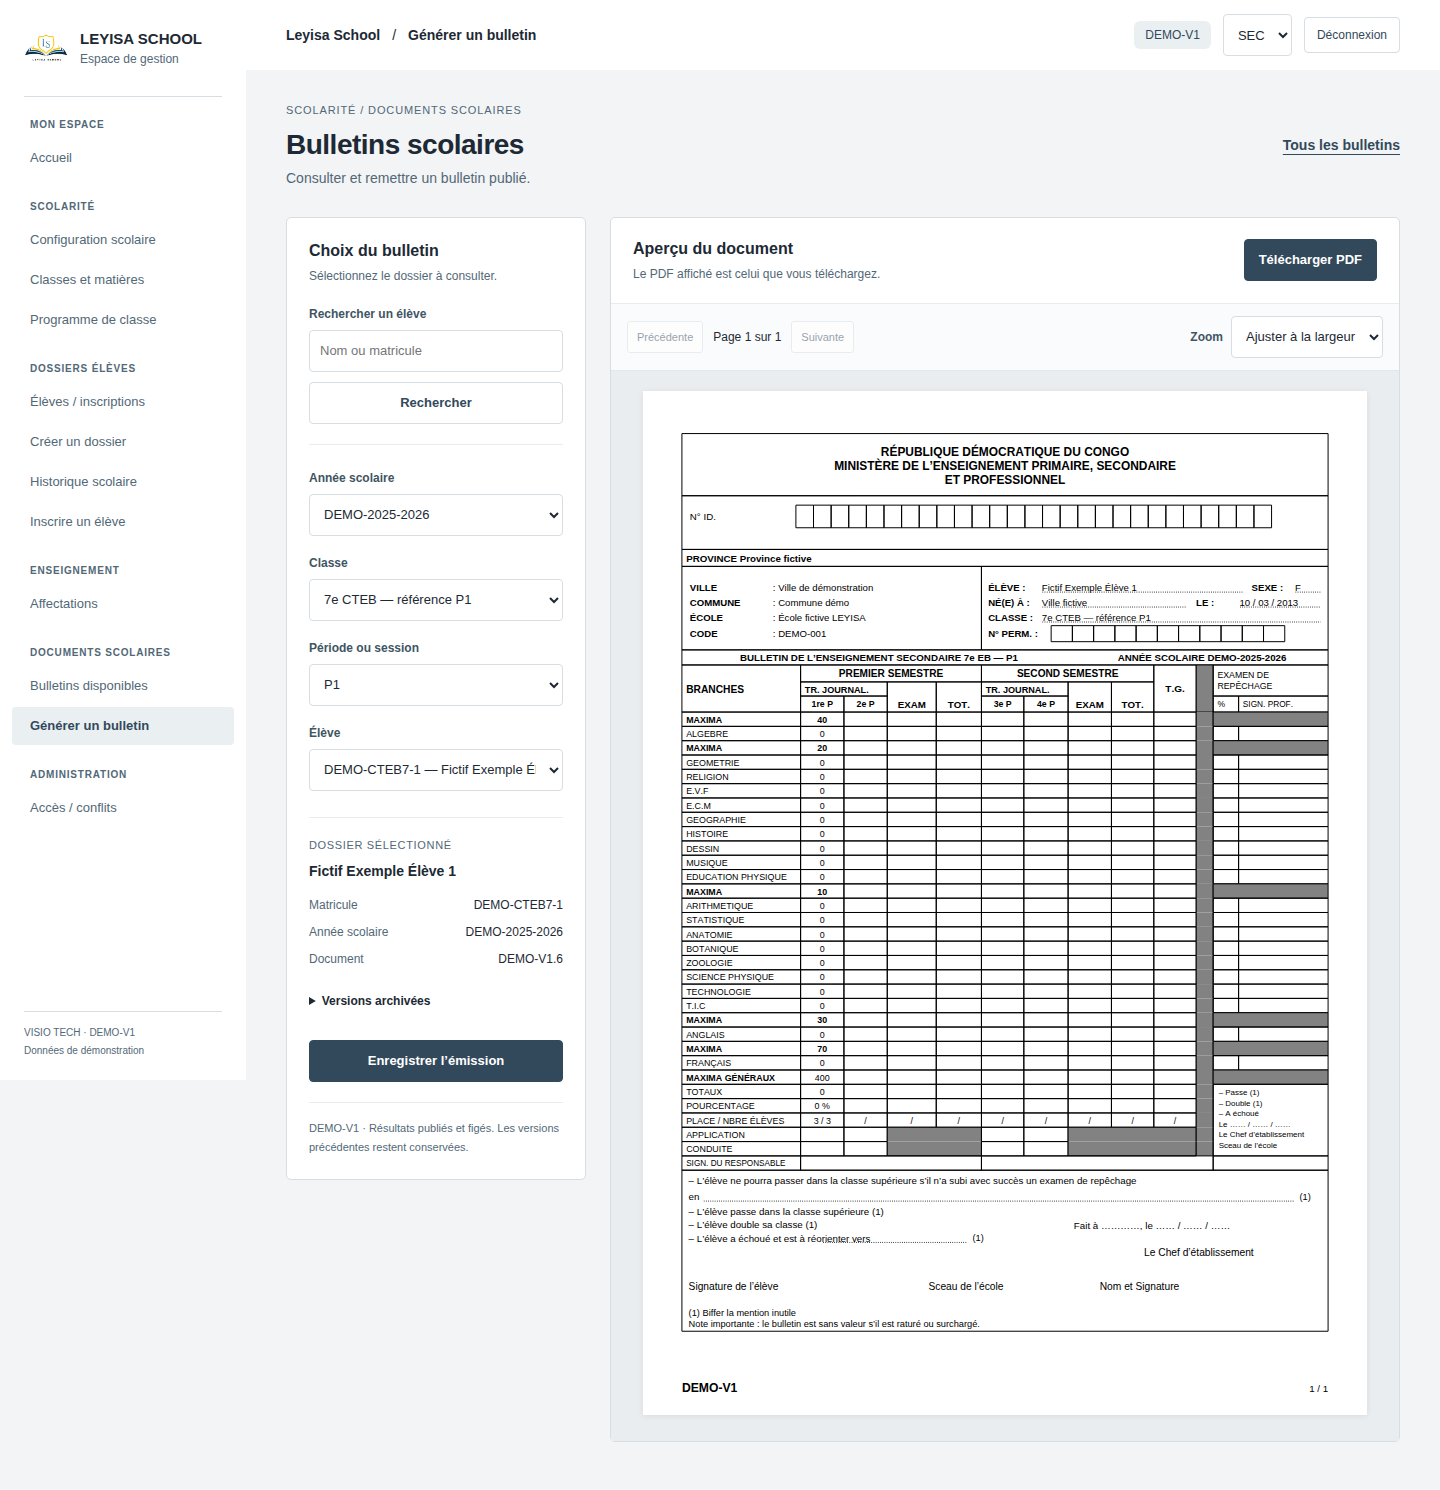 LEYISA SCHOOL
Espace de gestion
MON ESPACE
Accueil
SCOLARITÉ
Configuration scolaire
Classes et matières
Programme de classe
DOSSIERS ÉLÈVES
Élèves / inscriptions
Créer un dossier
Historique scolaire
Inscrire un élève
ENSEIGNEMENT
Affectations
DOCUMENTS SCOLAIRES
Bulletins disponibles
Générer un bulletin
ADMINISTRATION
Accès / conflits
VISIO TECH · DEMO-V1
Données de démonstration
Leyisa School / Générer un bulletin
DEMO-V1 SEC Déconnexion
SCOLARITÉ / DOCUMENTS SCOLAIRES
Bulletins scolaires
Tous les bulletins
Consulter et remettre un bulletin publié.
Choix du bulletin
Sélectionnez le dossier à consulter.
Rechercher un élève
Nom ou matricule
Rechercher
Année scolaire
DEMO-2025-2026
Classe
7e CTEB — référence P1
Période ou session
P1
Élève
DEMO-CTEB7-1 — Fictif Exemple É
DOSSIER SÉLECTIONNÉ
Fictif Exemple Élève 1
Matricule DEMO-CTEB7-1
Année scolaire DEMO-2025-2026
Document DEMO-V1.6
Versions archivées
Enregistrer l’émission
DEMO-V1 · Résultats publiés et figés. Les versions
précédentes restent conservées.
Aperçu du document
Le PDF affiché est celui que vous téléchargez.
Télécharger PDF
Précédente Page 1 sur 1 Suivante
Zoom Ajuster à la largeur
RÉPUBLIQUE DÉMOCRATIQUE DU CONGO
MINISTÈRE DE L’ENSEIGNEMENT PRIMAIRE, SECONDAIRE
ET PROFESSIONNEL
N° ID.
PROVINCE Province fictive
VILLE : Ville de démonstration
COMMUNE : Commune démo
ÉCOLE : École fictive LEYISA
CODE : DEMO-001
ÉLÈVE : Fictif Exemple Élève 1 SEXE : F
NÉ(E) À : Ville fictive LE : 10 / 03 / 2013
CLASSE : 7e CTEB — référence P1
N° PERM. :
BULLETIN DE L’ENSEIGNEMENT SECONDAIRE 7e EB — P1 ANNÉE SCOLAIRE DEMO-2025-2026
BRANCHES PREMIER SEMESTRE SECOND SEMESTRE T.G. EXAMEN DE
REPÊCHAGE
TR. JOURNAL. EXAM TOT. TR. JOURNAL. EXAM TOT.
1re P 2e P 3e P 4e P % SIGN. PROF.
MAXIMA 40
ALGEBRE 0
MAXIMA 20
GEOMETRIE 0
RELIGION 0
E.V.F 0
E.C.M 0
GEOGRAPHIE 0
HISTOIRE 0
DESSIN 0
MUSIQUE 0
EDUCATION PHYSIQUE 0
MAXIMA 10
ARITHMETIQUE 0
STATISTIQUE 0
ANATOMIE 0
BOTANIQUE 0
ZOOLOGIE 0
SCIENCE PHYSIQUE 0
TECHNOLOGIE 0
T.I.C 0
MAXIMA 30
ANGLAIS 0
MAXIMA 70
FRANÇAIS 0
MAXIMA GÉNÉRAUX 400
TOTAUX 0
POURCENTAGE 0 %
PLACE / NBRE ÉLÈVES 3 / 3 / / / / / / / /
APPLICATION
CONDUITE
SIGN. DU RESPONSABLE
– Passe (1)
– Double (1)
– A échoué
Le …… / …… / ……
Le Chef d’établissement
Sceau de l’école
– L’élève ne pourra passer dans la classe supérieure s’il n’a subi avec succès un examen de repêchage
en (1)
– L’élève passe dans la classe supérieure (1)
– L’élève double sa classe (1)
– L’élève a échoué et est à réorienter vers (1)
Fait à …………, le …… / …… / ……
Le Chef d’établissement
Signature de l’élève Sceau de l’école Nom et Signature
(1) Biffer la mention inutile
Note importante : le bulletin est sans valeur s’il est raturé ou surchargé.
DEMO-V1 1 / 1